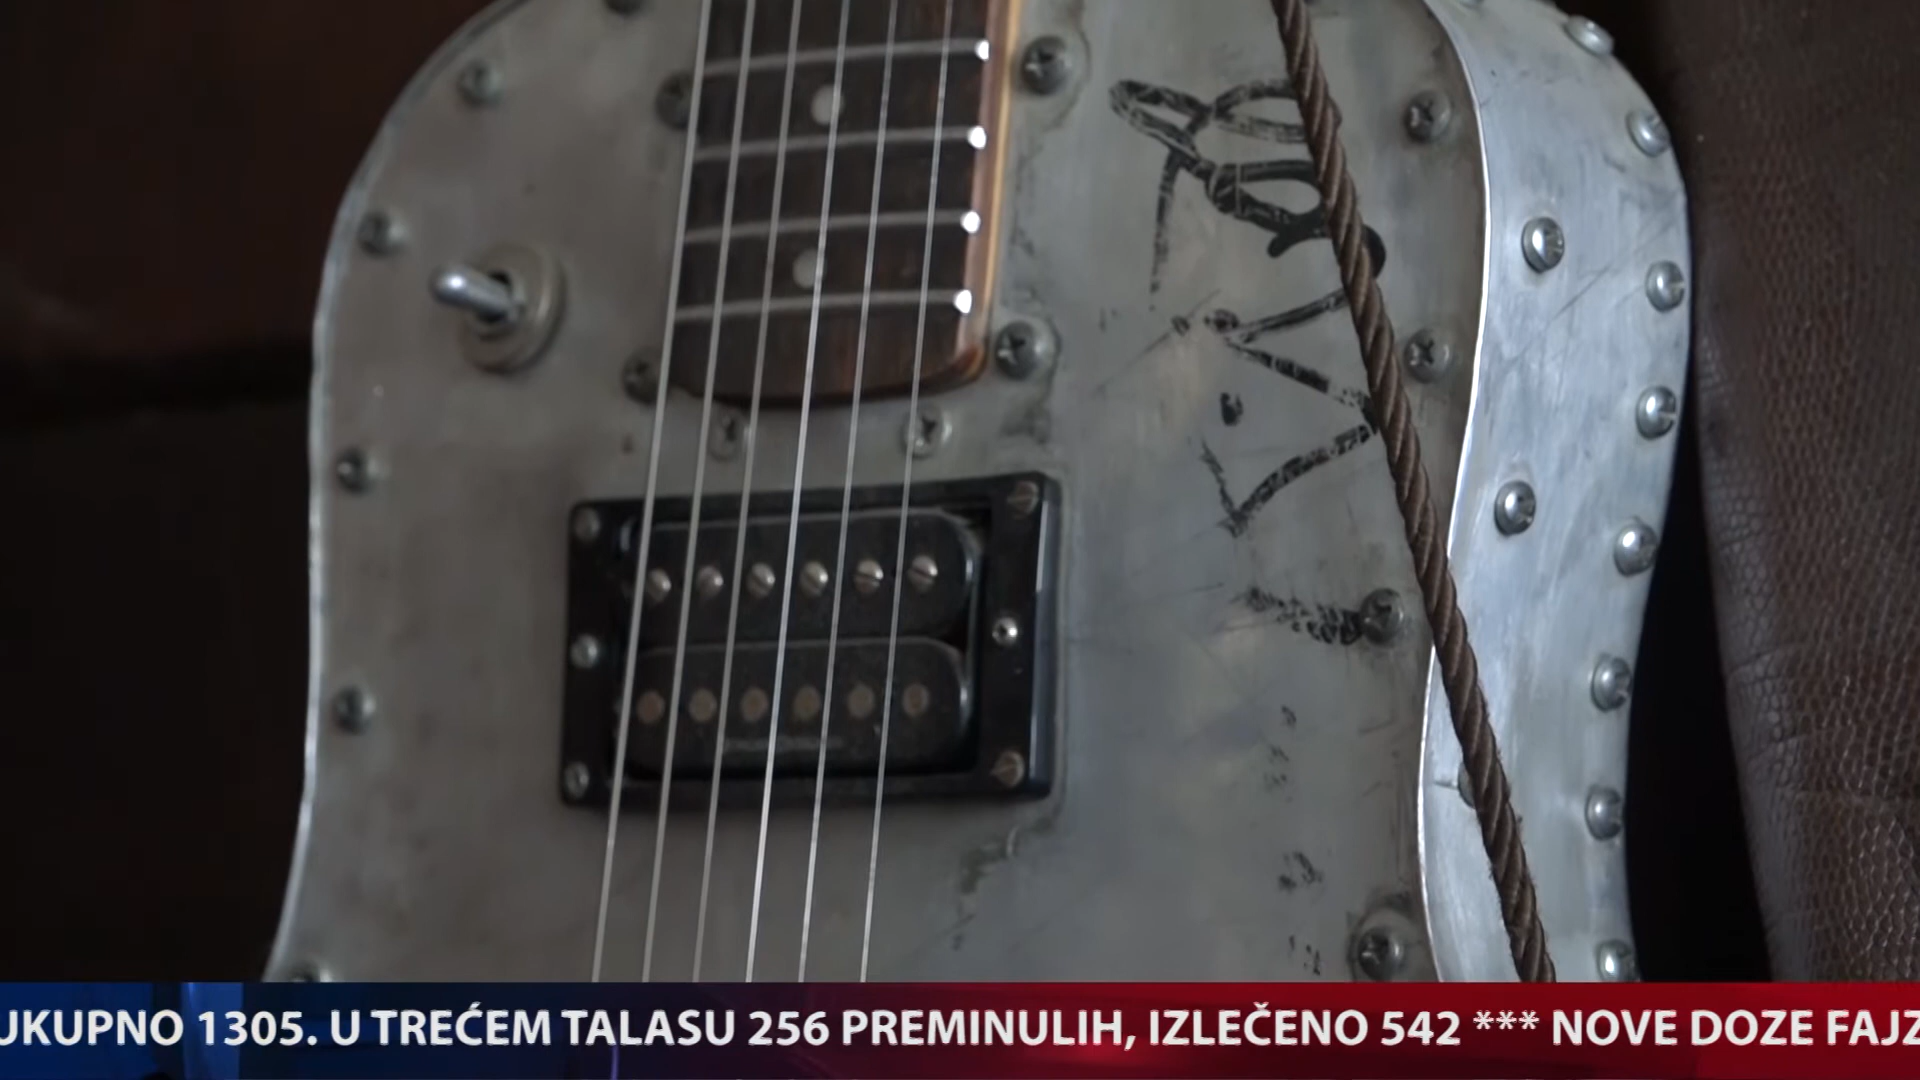 UKUPNO 1305. U TREĆEM TALASU 256 PREMINULIH, IZLEČENO 542 *** NOVE DOZE FAJZ